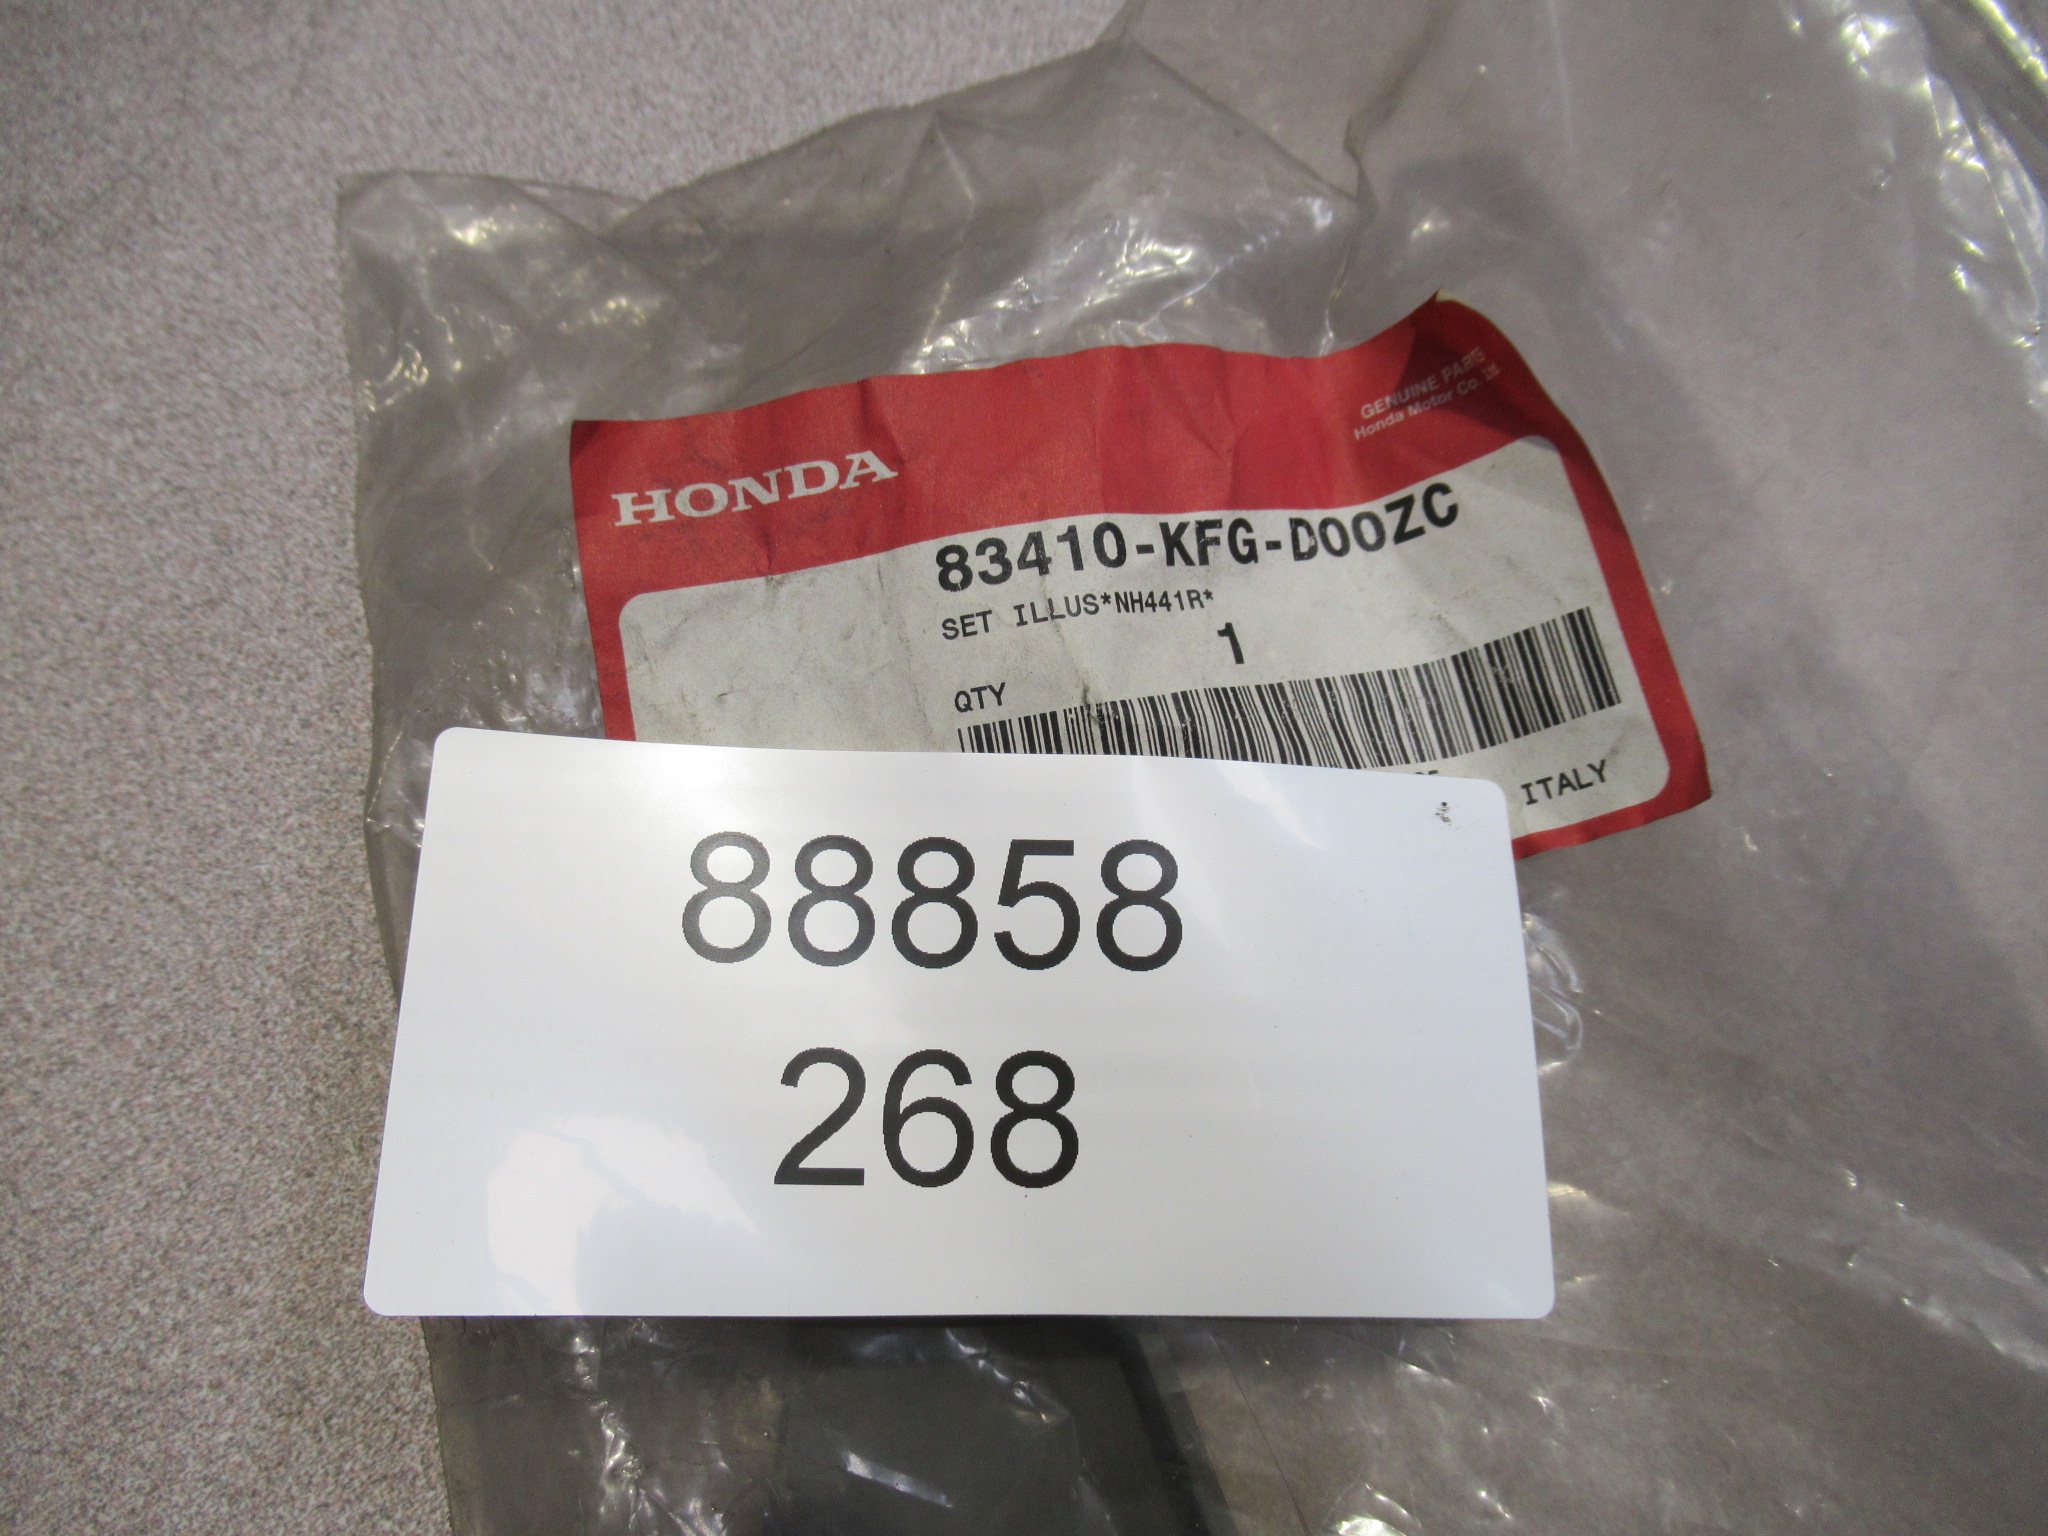 HONDA
GENUINE PARTS
Honda Motor Co. Ltd.
83410-KFG-D00ZC
SET ILLUS*NH441R*
1
QTY
ITALY
88858
268